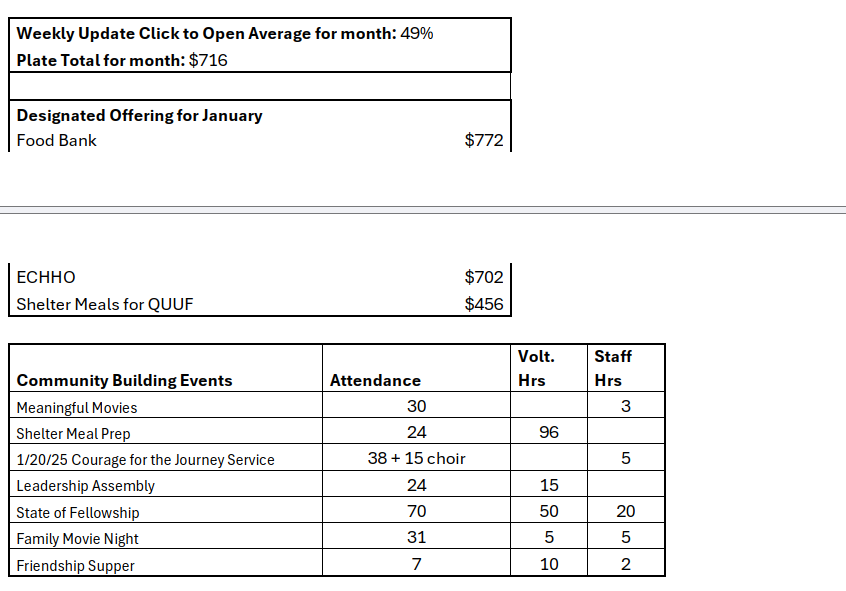 Weekly Update Click to Open Average for month: 49%
Plate Total for month: $716
Designated Offering for January
Food Bank $772
ECHHO $702
Shelter Meals for QUUF $456
Community Building Events Attendance Volt. Hrs Staff Hrs
Meaningful Movies 30 3
Shelter Meal Prep 24 96
1/20/25 Courage for the Journey Service 38 + 15 choir 5
Leadership Assembly 24 15
State of Fellowship 70 50 20
Family Movie Night 31 5 5
Friendship Supper 7 10 2